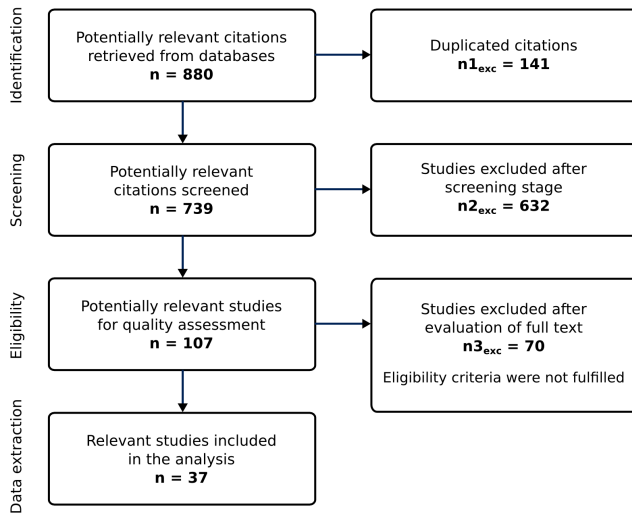 Identification
Potentially relevant citations
retrieved from databases
n = 880
Duplicated citations
n1exc = 141
Screening
Potentially relevant
citations screened
n = 739
Studies excluded after
screening stage
n2exc = 632
Eligibility
Potentially relevant studies
for quality assessment
n = 107
Studies excluded after
evaluation of full text
n3exc = 70
Eligibility criteria were not fulfilled
Data extraction
Relevant studies included
in the analysis
n = 37